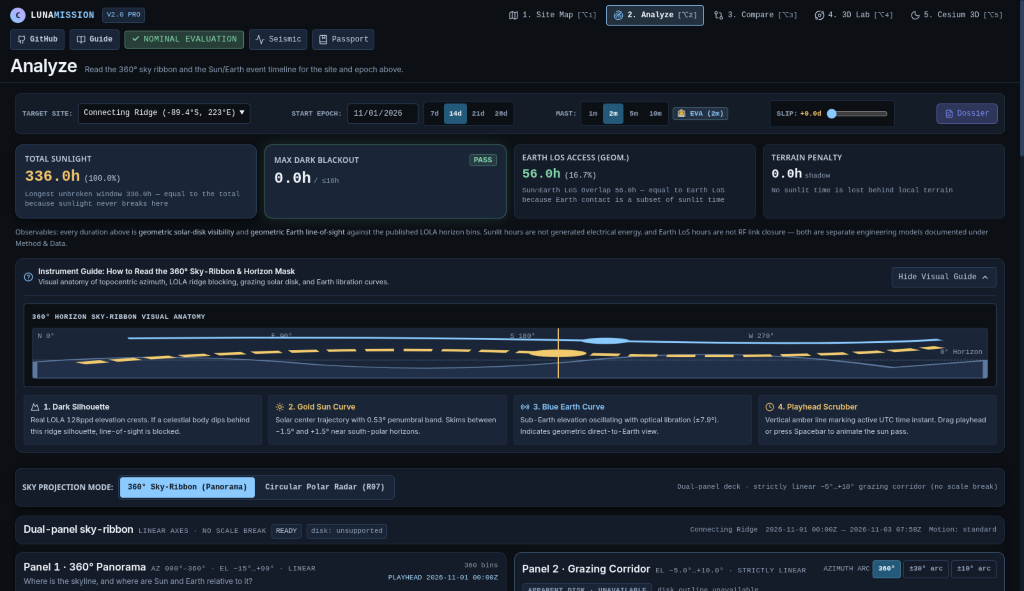 LUNAMISSION V2.0 PRO
1. Site Map [⌥1] 2. Analyze [⌥2] 3. Compare [⌥3] 4. 3D Lab [⌥4] 5. Cesium 3D [⌥5]
GitHub Guide ✓ NOMINAL EVALUATION Seismic Passport
Analyze Read the 360° sky ribbon and the Sun/Earth event timeline for the site and epoch above.
TARGET SITE: Connecting Ridge (-89.4°S, 223°E) ▼ START EPOCH: 11/01/2026 7d 14d 21d 28d MAST: 1m 2m 5m 10m EVA (2m) SLIP: +0.0d Dossier
TOTAL SUNLIGHT
336.0h (100.0%)
Longest unbroken window 336.0h — equal to the total
because sunlight never breaks here
MAX DARK BLACKOUT PASS
0.0h / ≤16h
EARTH LOS ACCESS (GEOM.)
56.0h (16.7%)
Sun∩Earth LoS Overlap 56.0h — equal to Earth LoS
because Earth contact is a subset of sunlit time
TERRAIN PENALTY
0.0h shadow
No sunlit time is lost behind local terrain
Observables: every duration above is geometric solar-disk visibility and geometric Earth line-of-sight against the published LOLA horizon bins. Sunlit hours are not generated electrical energy, and Earth LoS hours are not RF link closure — both are separate engineering models documented under
Method & Data.
Instrument Guide: How to Read the 360° Sky-Ribbon & Horizon Mask
Visual anatomy of topocentric azimuth, LOLA ridge blocking, grazing solar disk, and Earth libration curves.
Hide Visual Guide
360° HORIZON SKY-RIBBON VISUAL ANATOMY
N 0° E 90° S 180° W 270°
0° Horizon
1. Dark Silhouette
Real LOLA 128ppd elevation crests. If a celestial body dips behind
this ridge silhouette, line-of-sight is blocked.
2. Gold Sun Curve
Solar center trajectory with 0.53° penumbral band. Skims between
−1.5° and +1.5° near south-polar horizons.
3. Blue Earth Curve
Sub-Earth elevation oscillating with optical libration (±7.9°).
Indicates geometric direct-to-Earth view.
4. Playhead Scrubber
Vertical amber line marking active UTC time instant. Drag playhead
or press Spacebar to animate the sun pass.
SKY PROJECTION MODE: 360° Sky-Ribbon (Panorama) Circular Polar Radar (R97) Dual-panel deck · strictly linear −5°…+10° grazing corridor (no scale break)
Dual-panel sky-ribbon LINEAR AXES · NO SCALE BREAK READY disk: unsupported Connecting Ridge 2026-11-01 00:00Z → 2026-11-03 07:58Z Motion: standard
Panel 1 · 360° Panorama AZ 000°–360° · EL −15°…+90° · LINEAR 360 bins
Where is the skyline, and where are Sun and Earth relative to it? PLAYHEAD 2026-11-01 00:00Z
Panel 2 · Grazing Corridor EL −5.0°…+10.0° · STRICTLY LINEAR AZIMUTH ARC 360° ±30° arc ±10° arc
APPARENT DISK · UNAVAILABLE disk outline unavailable